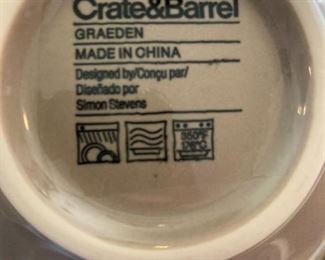 Crate&Barrel
GRAEDEN
MADE IN CHINA
Designed by/Conçu par/
Diseñado por
Simon Stevens
350°F
176°C